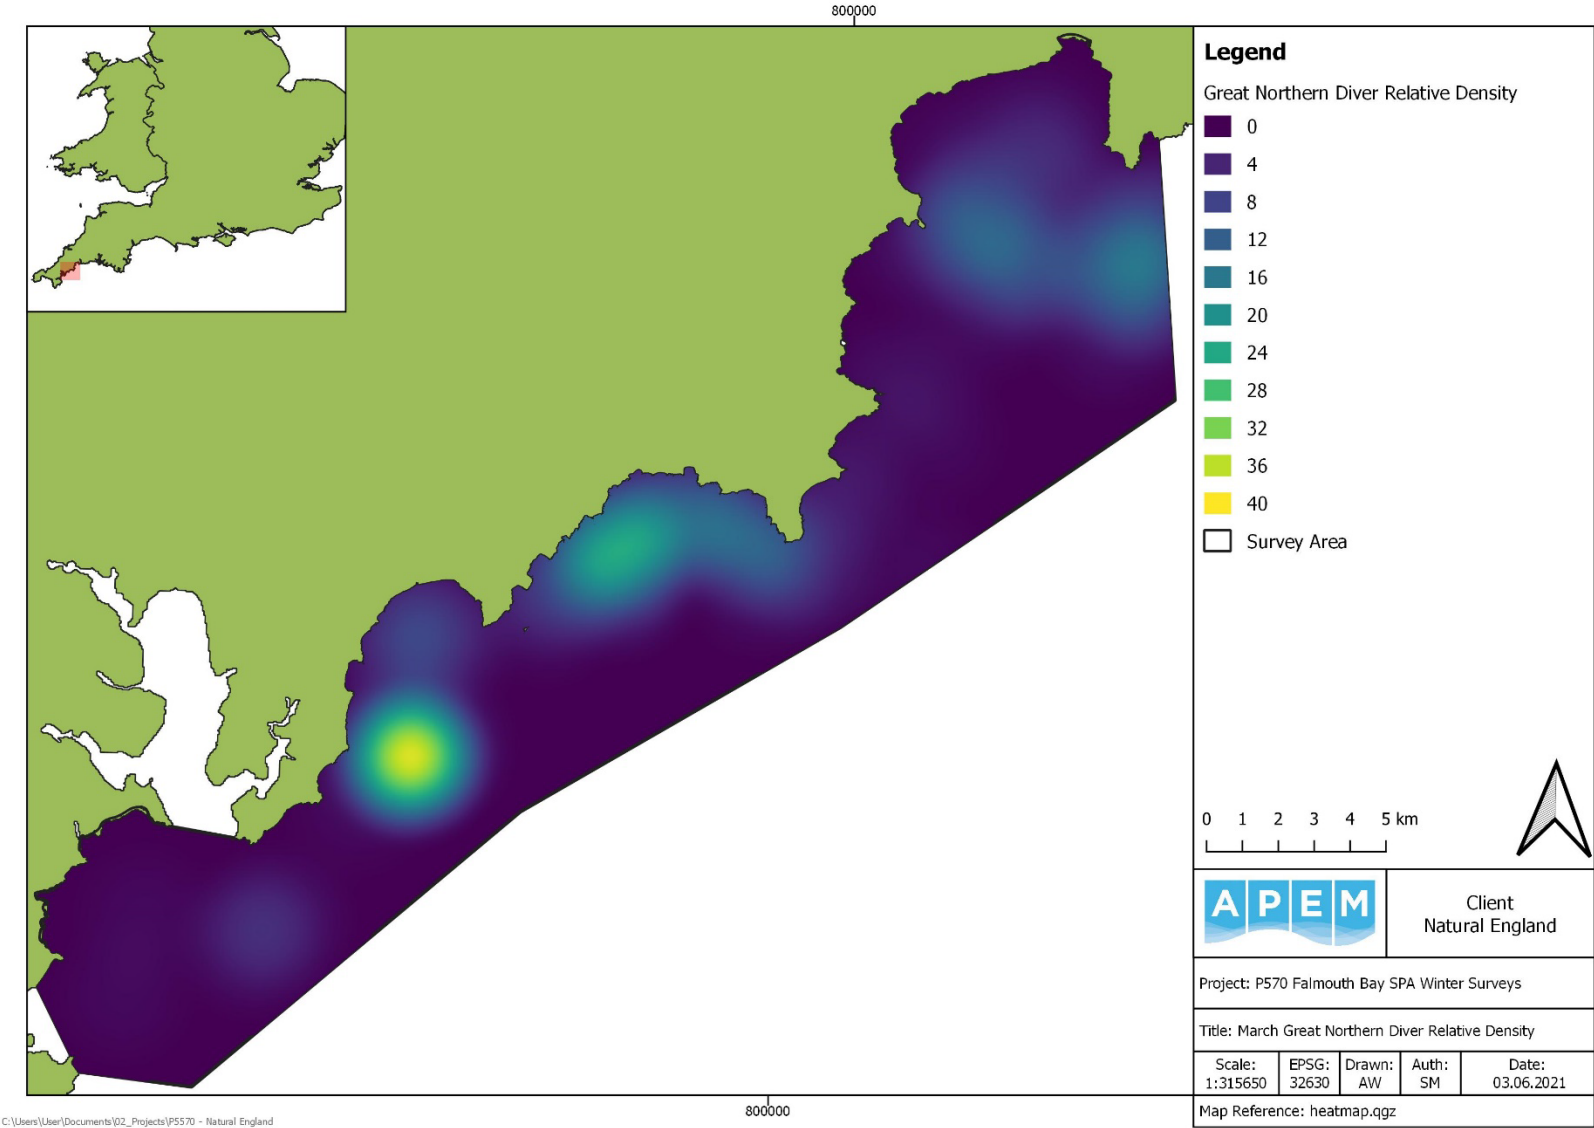 800000
Legend
Great Northern Diver Relative Density
0
4
8
12
16
20
24
28
32
36
40
Survey Area
0 1 2 3 4 5 km
APEM
Client
Natural England
Project: P570 Falmouth Bay SPA Winter Surveys
Title: March Great Northern Diver Relative Density
Scale: EPSG: Drawn: Auth: Date:
1:315650 32630 AW SM 03.06.2021
Map Reference: heatmap.qgz
800000
C:\Users\User\Documents\02_Projects\P5570 - Natural England